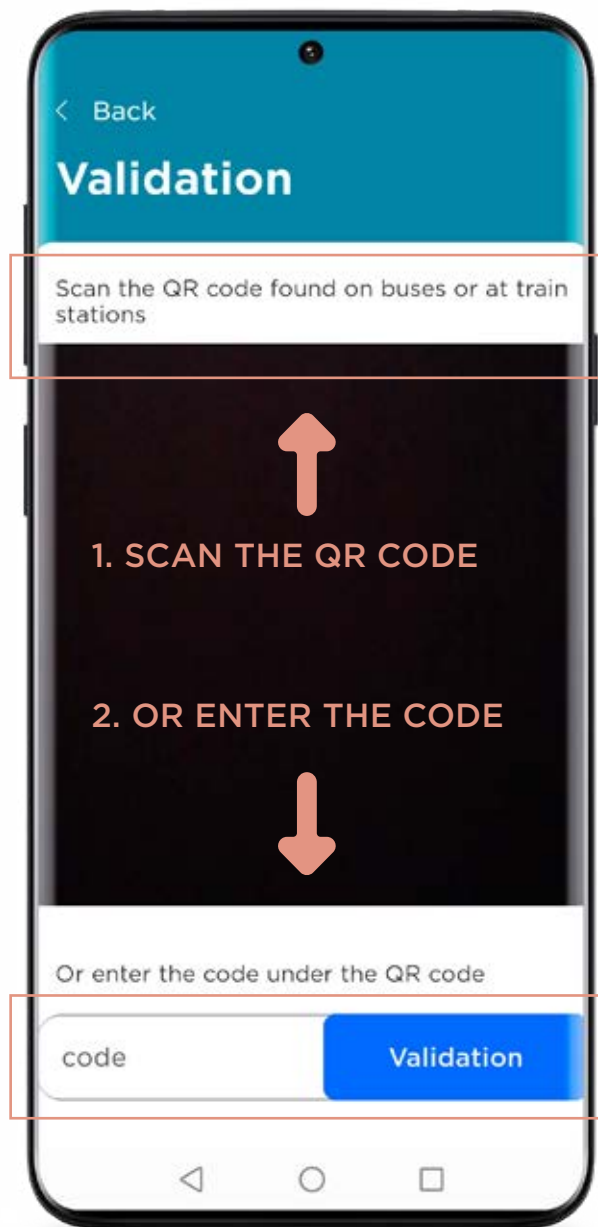 Back
Validation
Scan the QR code found on buses or at train
stations
1. SCAN THE QR CODE
2. OR ENTER THE CODE
Or enter the code under the QR code
code
Validation